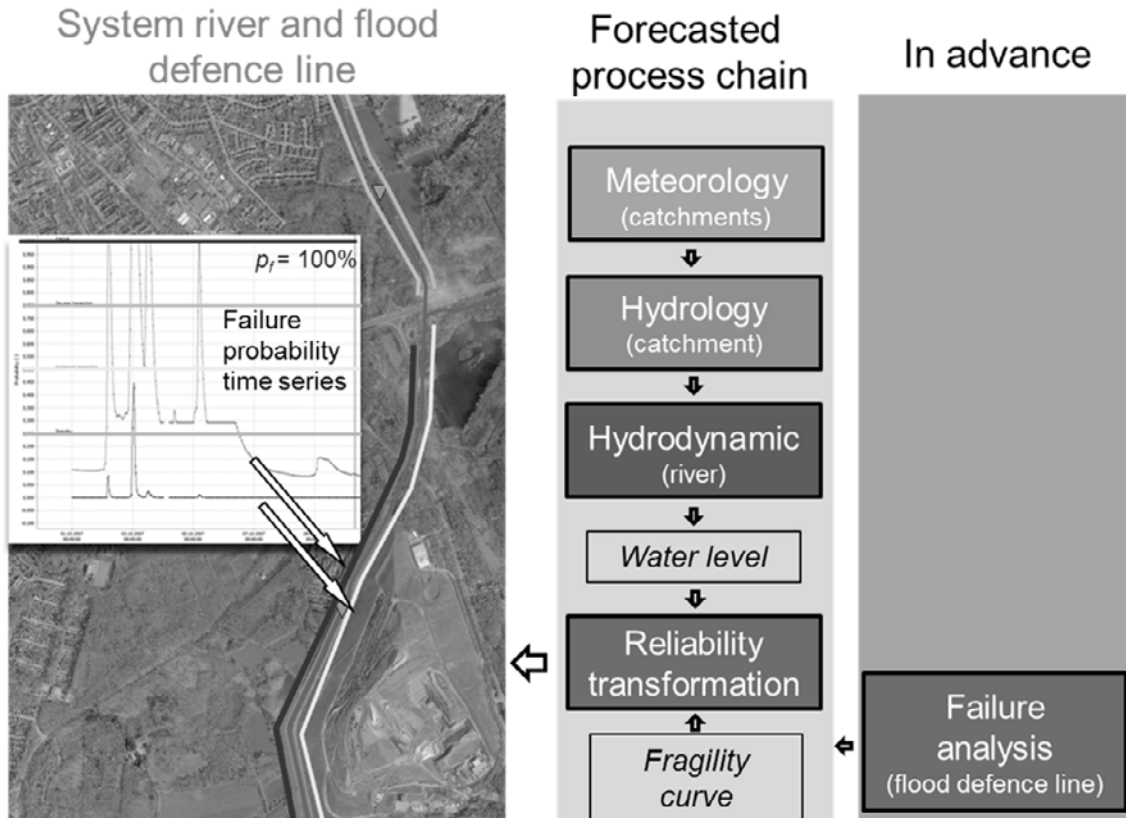 System river and flood
defence line
Forecasted
process chain
In advance
p_f = 100%
Failure
probability
time series
Meteorology
(catchments)
Hydrology
(catchment)
Hydrodynamic
(river)
Water level
Reliability
transformation
Fragility
curve
Failure
analysis
(flood defence line)